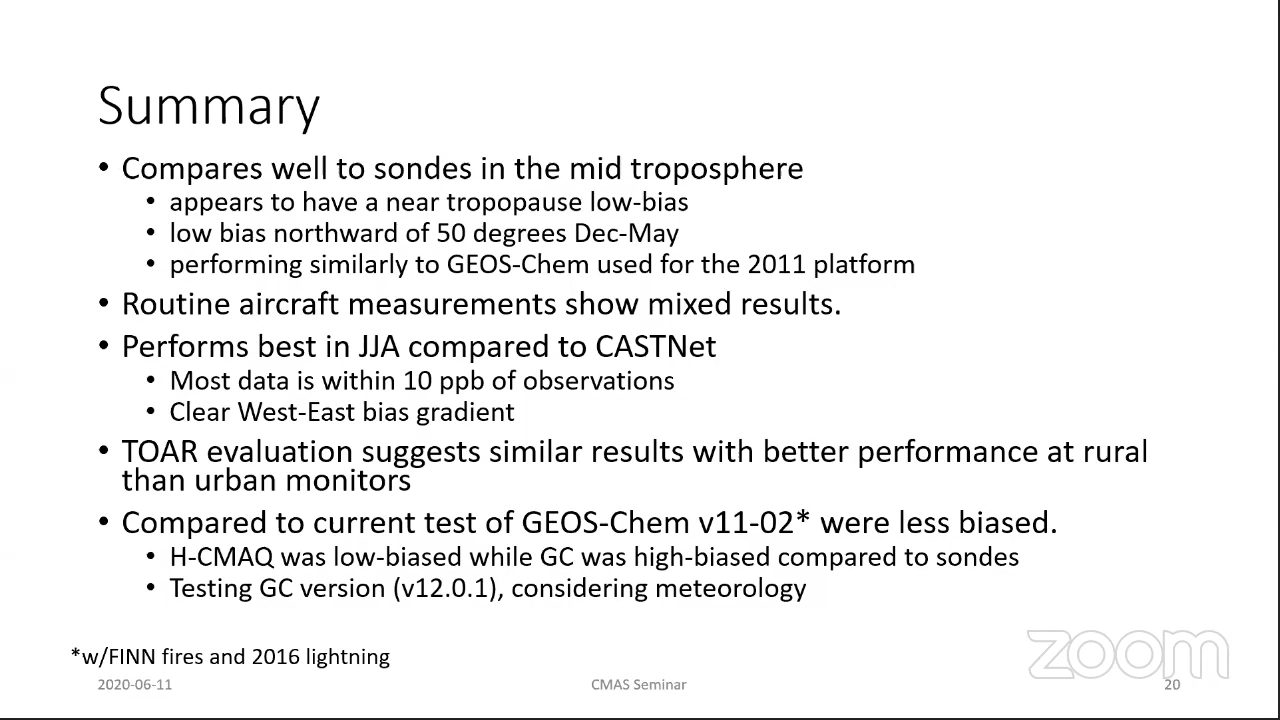 Summary
• Compares well to sondes in the mid troposphere
• appears to have a near tropopause low-bias
• low bias northward of 50 degrees Dec-May
• performing similarly to GEOS-Chem used for the 2011 platform
• Routine aircraft measurements show mixed results.
• Performs best in JJA compared to CASTNet
• Most data is within 10 ppb of observations
• Clear West-East bias gradient
• TOAR evaluation suggests similar results with better performance at rural
than urban monitors
• Compared to current test of GEOS-Chem v11-02* were less biased.
• H-CMAQ was low-biased while GC was high-biased compared to sondes
• Testing GC version (v12.0.1), considering meteorology
*w/FINN fires and 2016 lightning
zoom
2020-06-11
CMAS Seminar
20